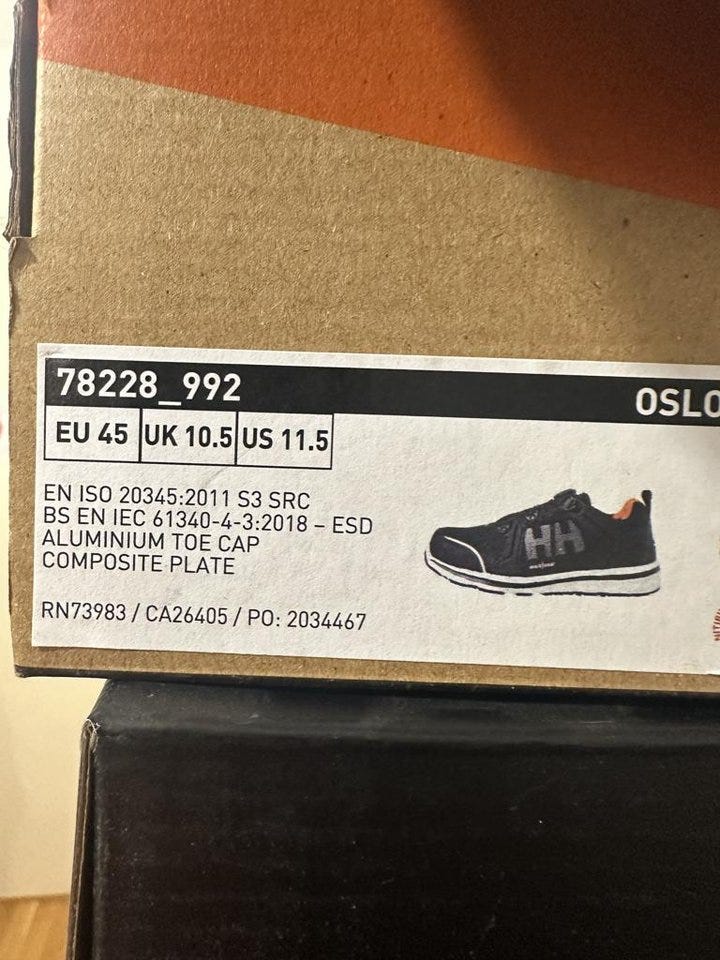 78228_992
OSLO
EU 45 UK 10.5 US 11.5
EN ISO 20345:2011 S3 SRC
BS EN IEC 61340-4-3:2018 – ESD
ALUMINIUM TOE CAP
COMPOSITE PLATE
HH
RN73983 / CA26405 / PO: 2034467